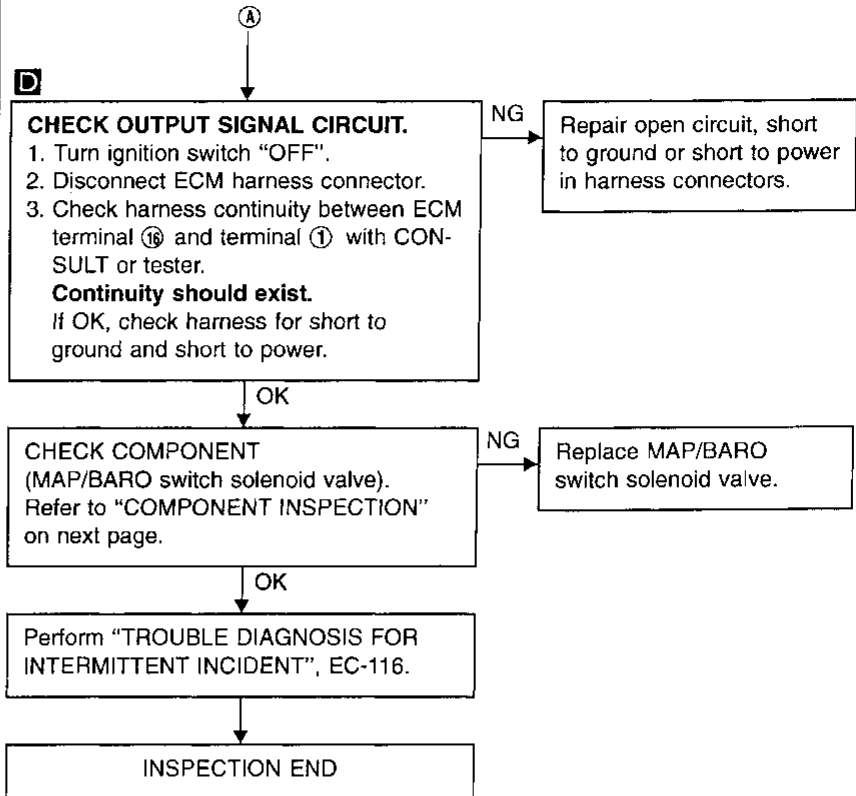 Ⓐ
D
CHECK OUTPUT SIGNAL CIRCUIT.
1. Turn ignition switch “OFF”.
2. Disconnect ECM harness connector.
3. Check harness continuity between ECM
terminal ⑯ and terminal ① with CON-
SULT or tester.
Continuity should exist.
If OK, check harness for short to
ground and short to power.
NG
Repair open circuit, short
to ground or short to power
in harness connectors.
OK
CHECK COMPONENT
(MAP/BARO switch solenoid valve).
Refer to “COMPONENT INSPECTION”
on next page.
NG
Replace MAP/BARO
switch solenoid valve.
OK
Perform “TROUBLE DIAGNOSIS FOR
INTERMITTENT INCIDENT”, EC-116.
INSPECTION END